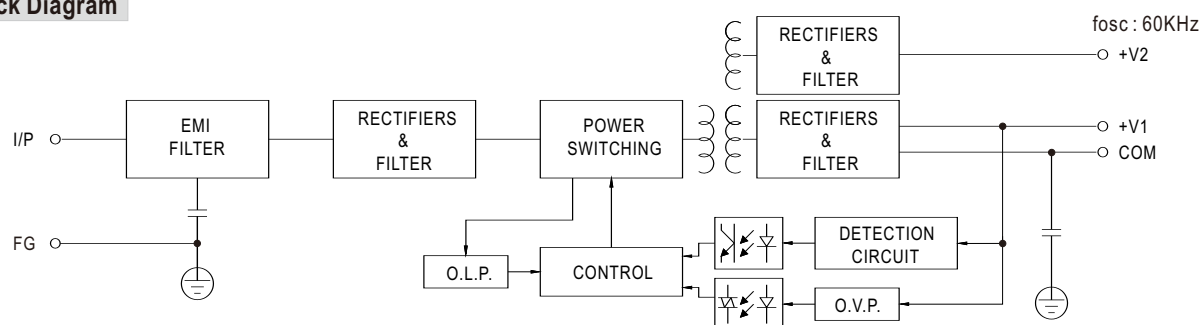 ck Diagram
fosc : 60KHz
RECTIFIERS
&
FILTER
+V2
I/P
EMI
FILTER
RECTIFIERS
&
FILTER
POWER
SWITCHING
RECTIFIERS
&
FILTER
+V1
COM
FG
O.L.P.
CONTROL
DETECTION
CIRCUIT
O.V.P.